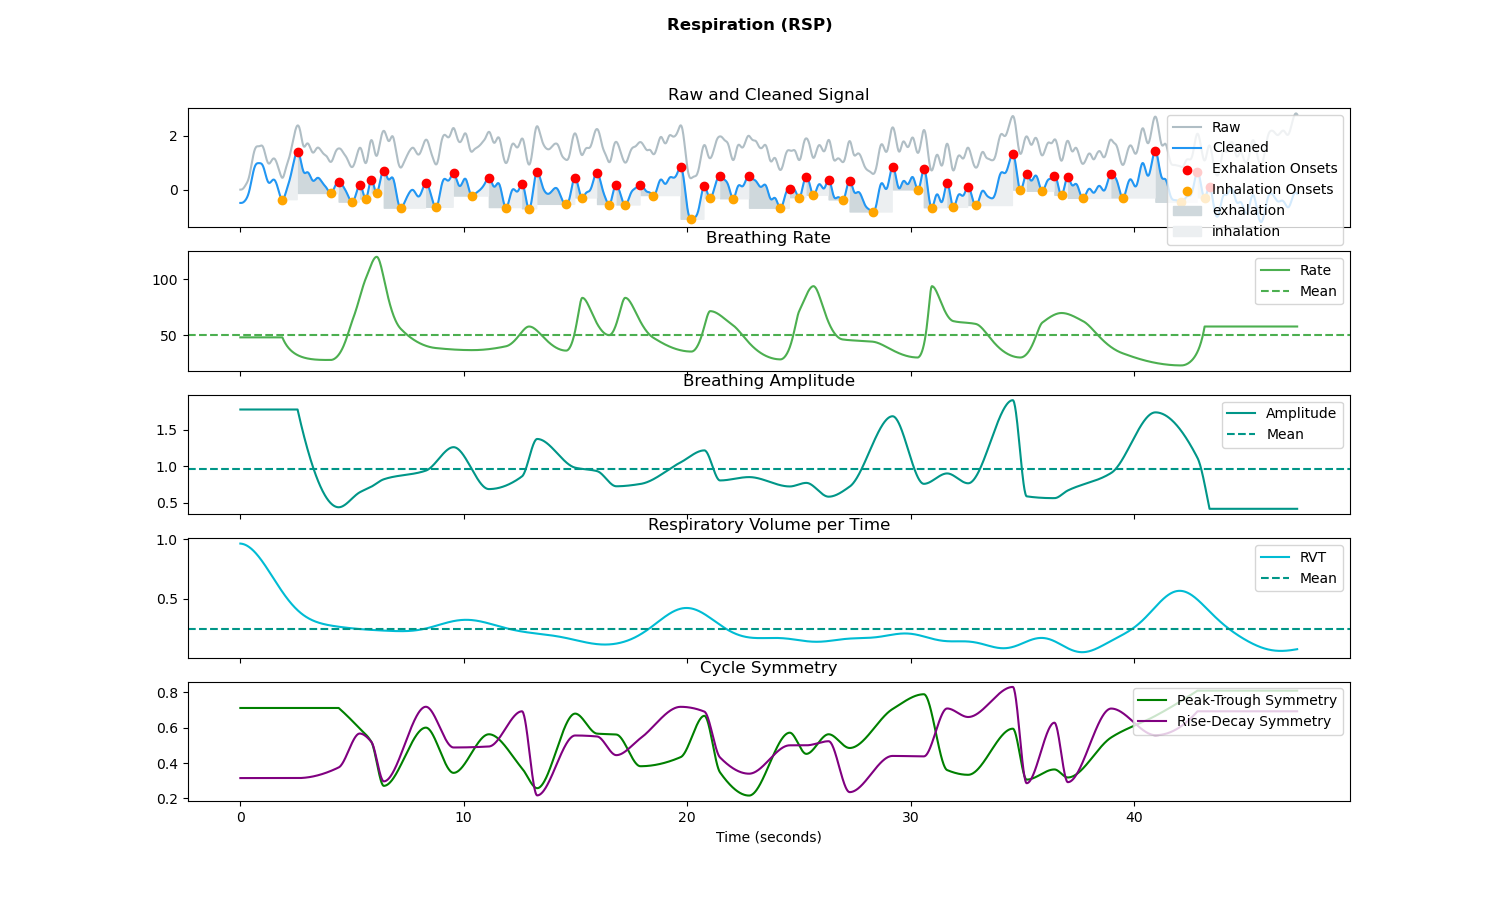 Respiration (RSP)
Raw and Cleaned Signal
2
0
Raw
Cleaned
Exhalation Onsets
Inhalation Onsets
exhalation
inhalation
Breathing Rate
100
50
Rate
Mean
Breathing Amplitude
1.5
1.0
0.5
Amplitude
Mean
Respiratory Volume per Time
1.0
0.5
RVT
Mean
Cycle Symmetry
0.8
0.6
0.4
0.2
Peak-Trough Symmetry
Rise-Decay Symmetry
0 10 20 30 40
Time (seconds)